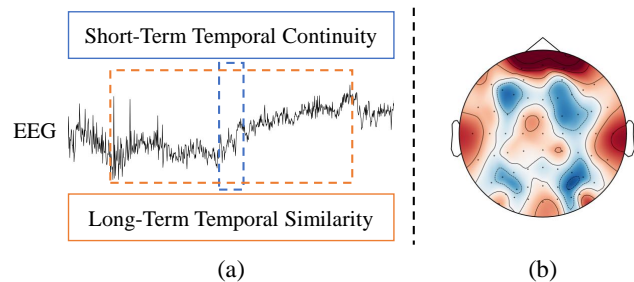 Short-Term Temporal Continuity
EEG
Long-Term Temporal Similarity
(a)
(b)